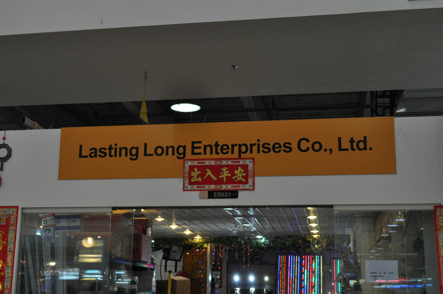 Lasting Long Enterprises Co., Ltd.
出入平安